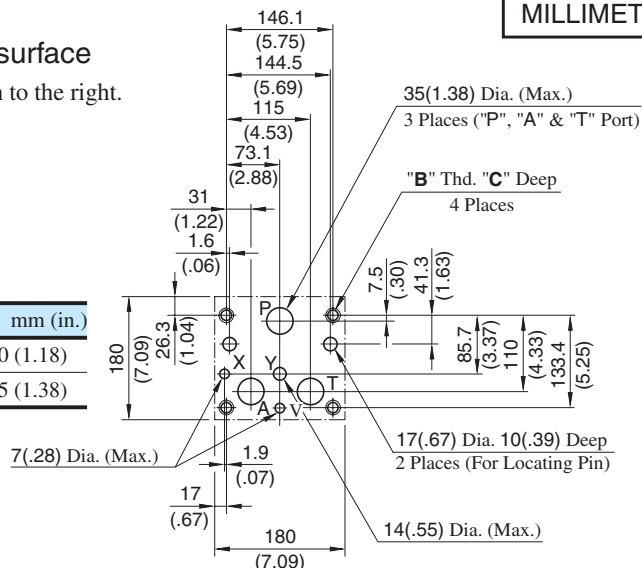 MILLIMET
surface
n to the right.
146.1
(5.75)
144.5
(5.69)
115
(4.53)
73.1
(2.88)
31
(1.22)
1.6
(.06)
35(1.38) Dia. (Max.)
3 Places ("P", "A" & "T" Port)
"B" Thd. "C" Deep
4 Places
7.5
(.30)
41.3
(1.63)
mm (in.)
0 (1.18)
5 (1.38)
180
(7.09)
26.3
(1.04)
P
X
Y
T
A
V
85.7
(3.37)
110
(4.33)
133.4
(5.25)
7(.28) Dia. (Max.)
1.9
(.07)
17
(.67)
180
(7.09)
17(.67) Dia. 10(.39) Deep
2 Places (For Locating Pin)
14(.55) Dia. (Max.)